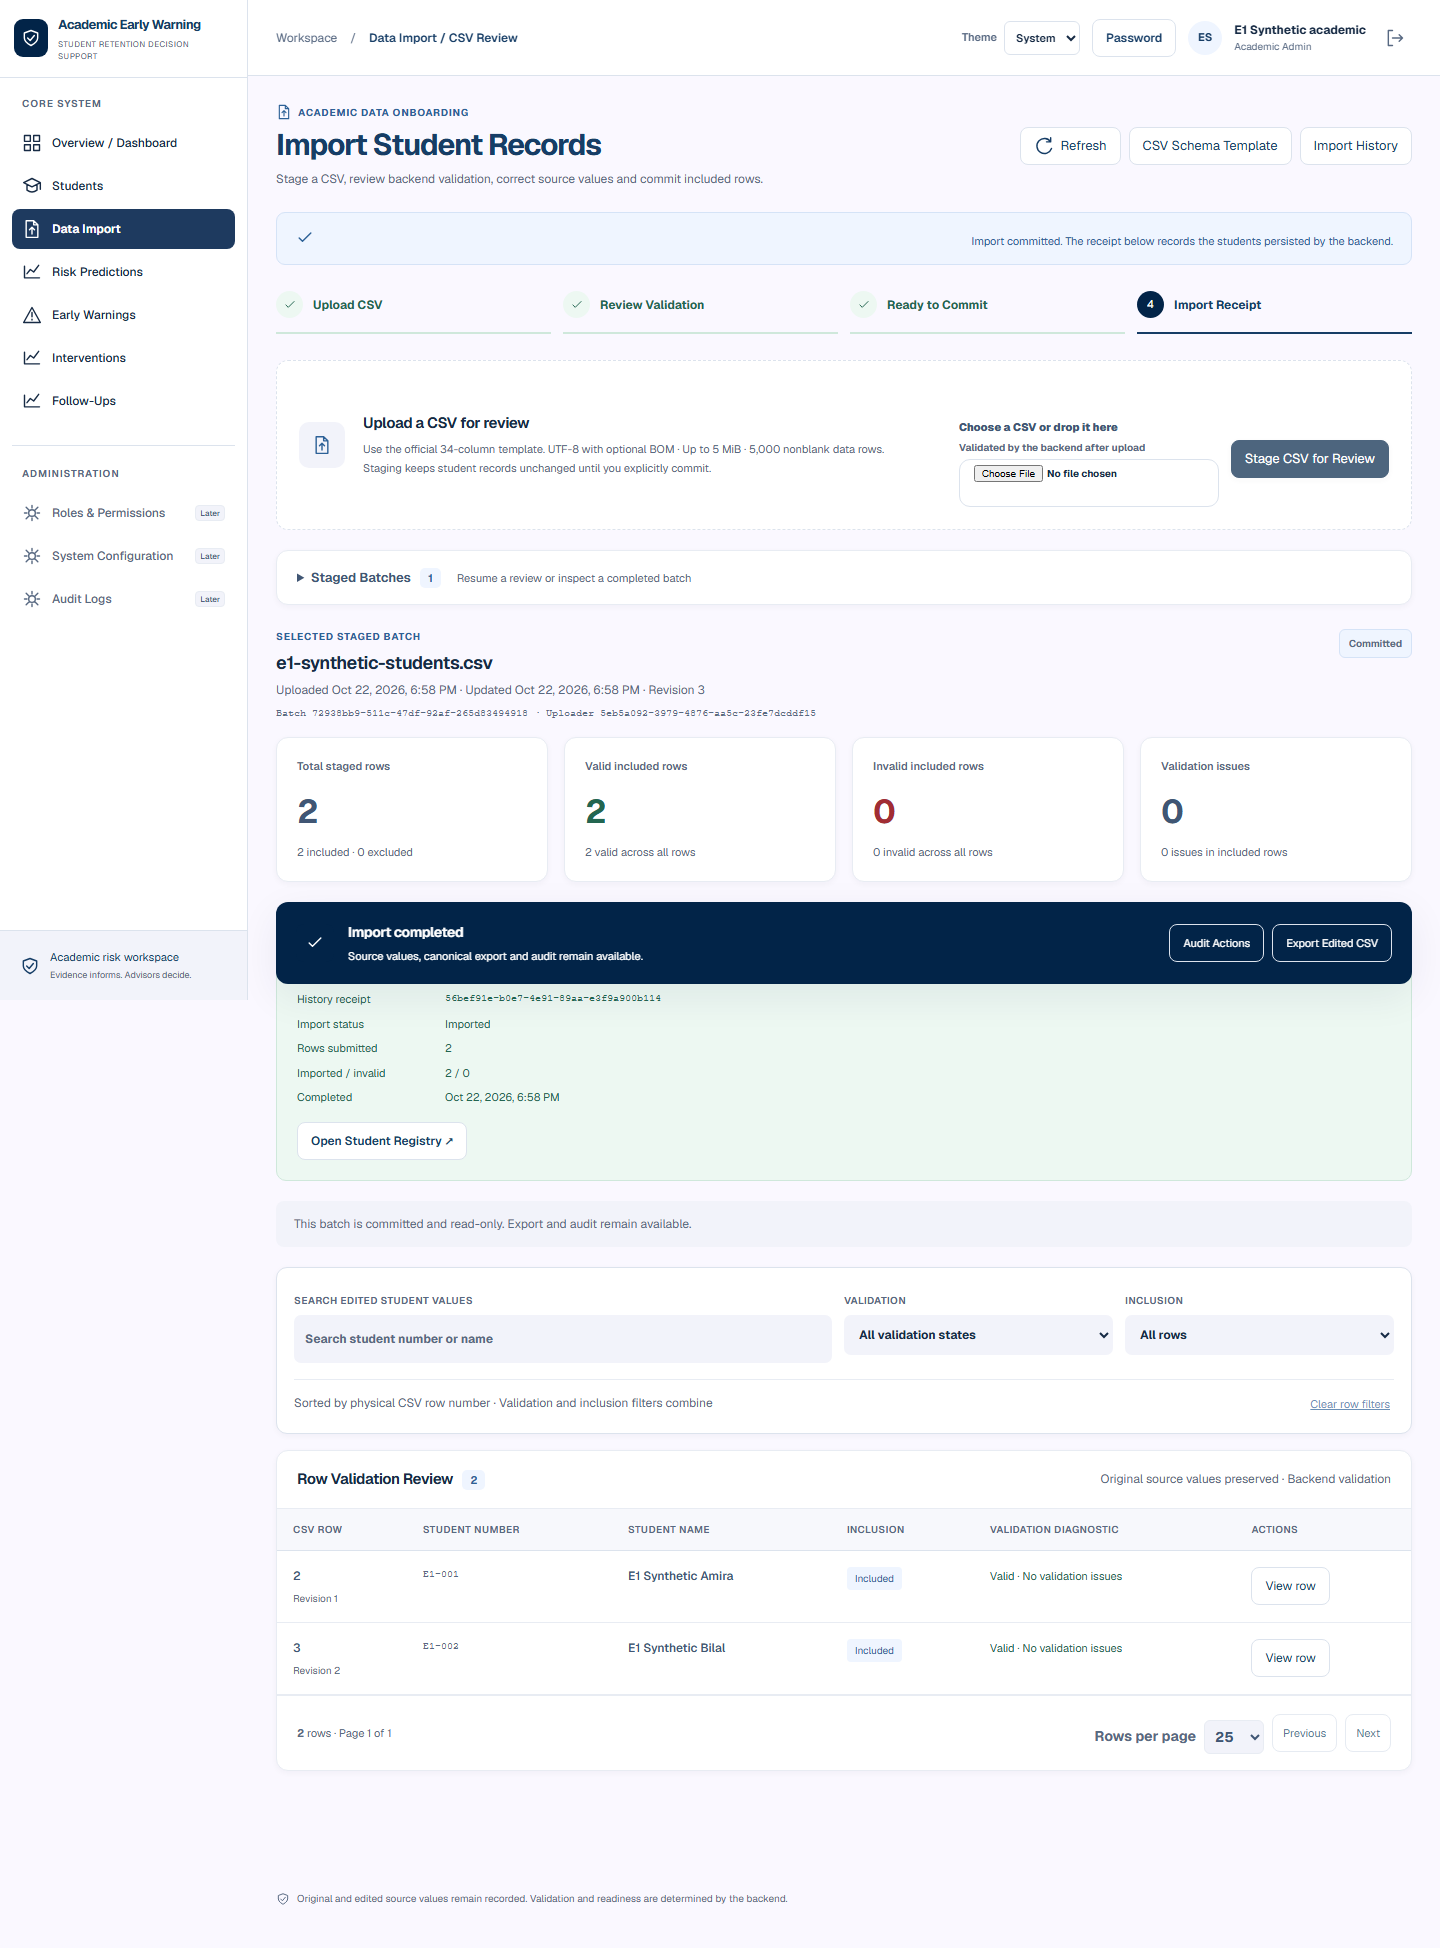 Academic Early Warning
STUDENT RETENTION DECISION
SUPPORT
CORE SYSTEM
Overview / Dashboard
Students
Data Import
Risk Predictions
Early Warnings
Interventions
Follow-Ups
ADMINISTRATION
Roles & Permissions Later
System Configuration Later
Audit Logs Later
Academic risk workspace
Evidence informs. Advisors decide.
Workspace / Data Import / CSV Review
Theme System Password ES E1 Synthetic academic
Academic Admin
ACADEMIC DATA ONBOARDING
Import Student Records
Refresh CSV Schema Template Import History
Stage a CSV, review backend validation, correct source values and commit included rows.
Import committed. The receipt below records the students persisted by the backend.
Upload CSV Review Validation Ready to Commit 4 Import Receipt
Upload a CSV for review
Use the official 34-column template. UTF-8 with optional BOM · Up to 5 MiB · 5,000 nonblank data rows.
Staging keeps student records unchanged until you explicitly commit.
Choose a CSV or drop it here
Validated by the backend after upload
Choose File No file chosen
Stage CSV for Review
Staged Batches 1 Resume a review or inspect a completed batch
SELECTED STAGED BATCH
Committed
e1-synthetic-students.csv
Uploaded Oct 22, 2026, 6:58 PM · Updated Oct 22, 2026, 6:58 PM · Revision 3
Batch 72938bb9-511c-47df-92af-265d83494918 · Uploader 5eb5a092-3979-4876-aa5c-23fe7dcddf15
Total staged rows
2
2 included · 0 excluded
Valid included rows
2
2 valid across all rows
Invalid included rows
0
0 invalid across all rows
Validation issues
0
0 issues in included rows
Import completed
Source values, canonical export and audit remain available.
Audit Actions Export Edited CSV
History receipt 56bef91e-b0e7-4e91-89aa-e3f9a900b114
Import status Imported
Rows submitted 2
Imported / invalid 2 / 0
Completed Oct 22, 2026, 6:58 PM
Open Student Registry ↗
This batch is committed and read-only. Export and audit remain available.
SEARCH EDITED STUDENT VALUES VALIDATION INCLUSION
Search student number or name All validation states All rows
Sorted by physical CSV row number · Validation and inclusion filters combine Clear row filters
Row Validation Review 2 Original source values preserved · Backend validation
CSV ROW STUDENT NUMBER STUDENT NAME INCLUSION VALIDATION DIAGNOSTIC ACTIONS
2 E1-001 E1 Synthetic Amira Included Valid · No validation issues View row
Revision 1
3 E1-002 E1 Synthetic Bilal Included Valid · No validation issues View row
Revision 2
2 rows · Page 1 of 1 Rows per page 25 Previous Next
Original and edited source values remain recorded. Validation and readiness are determined by the backend.